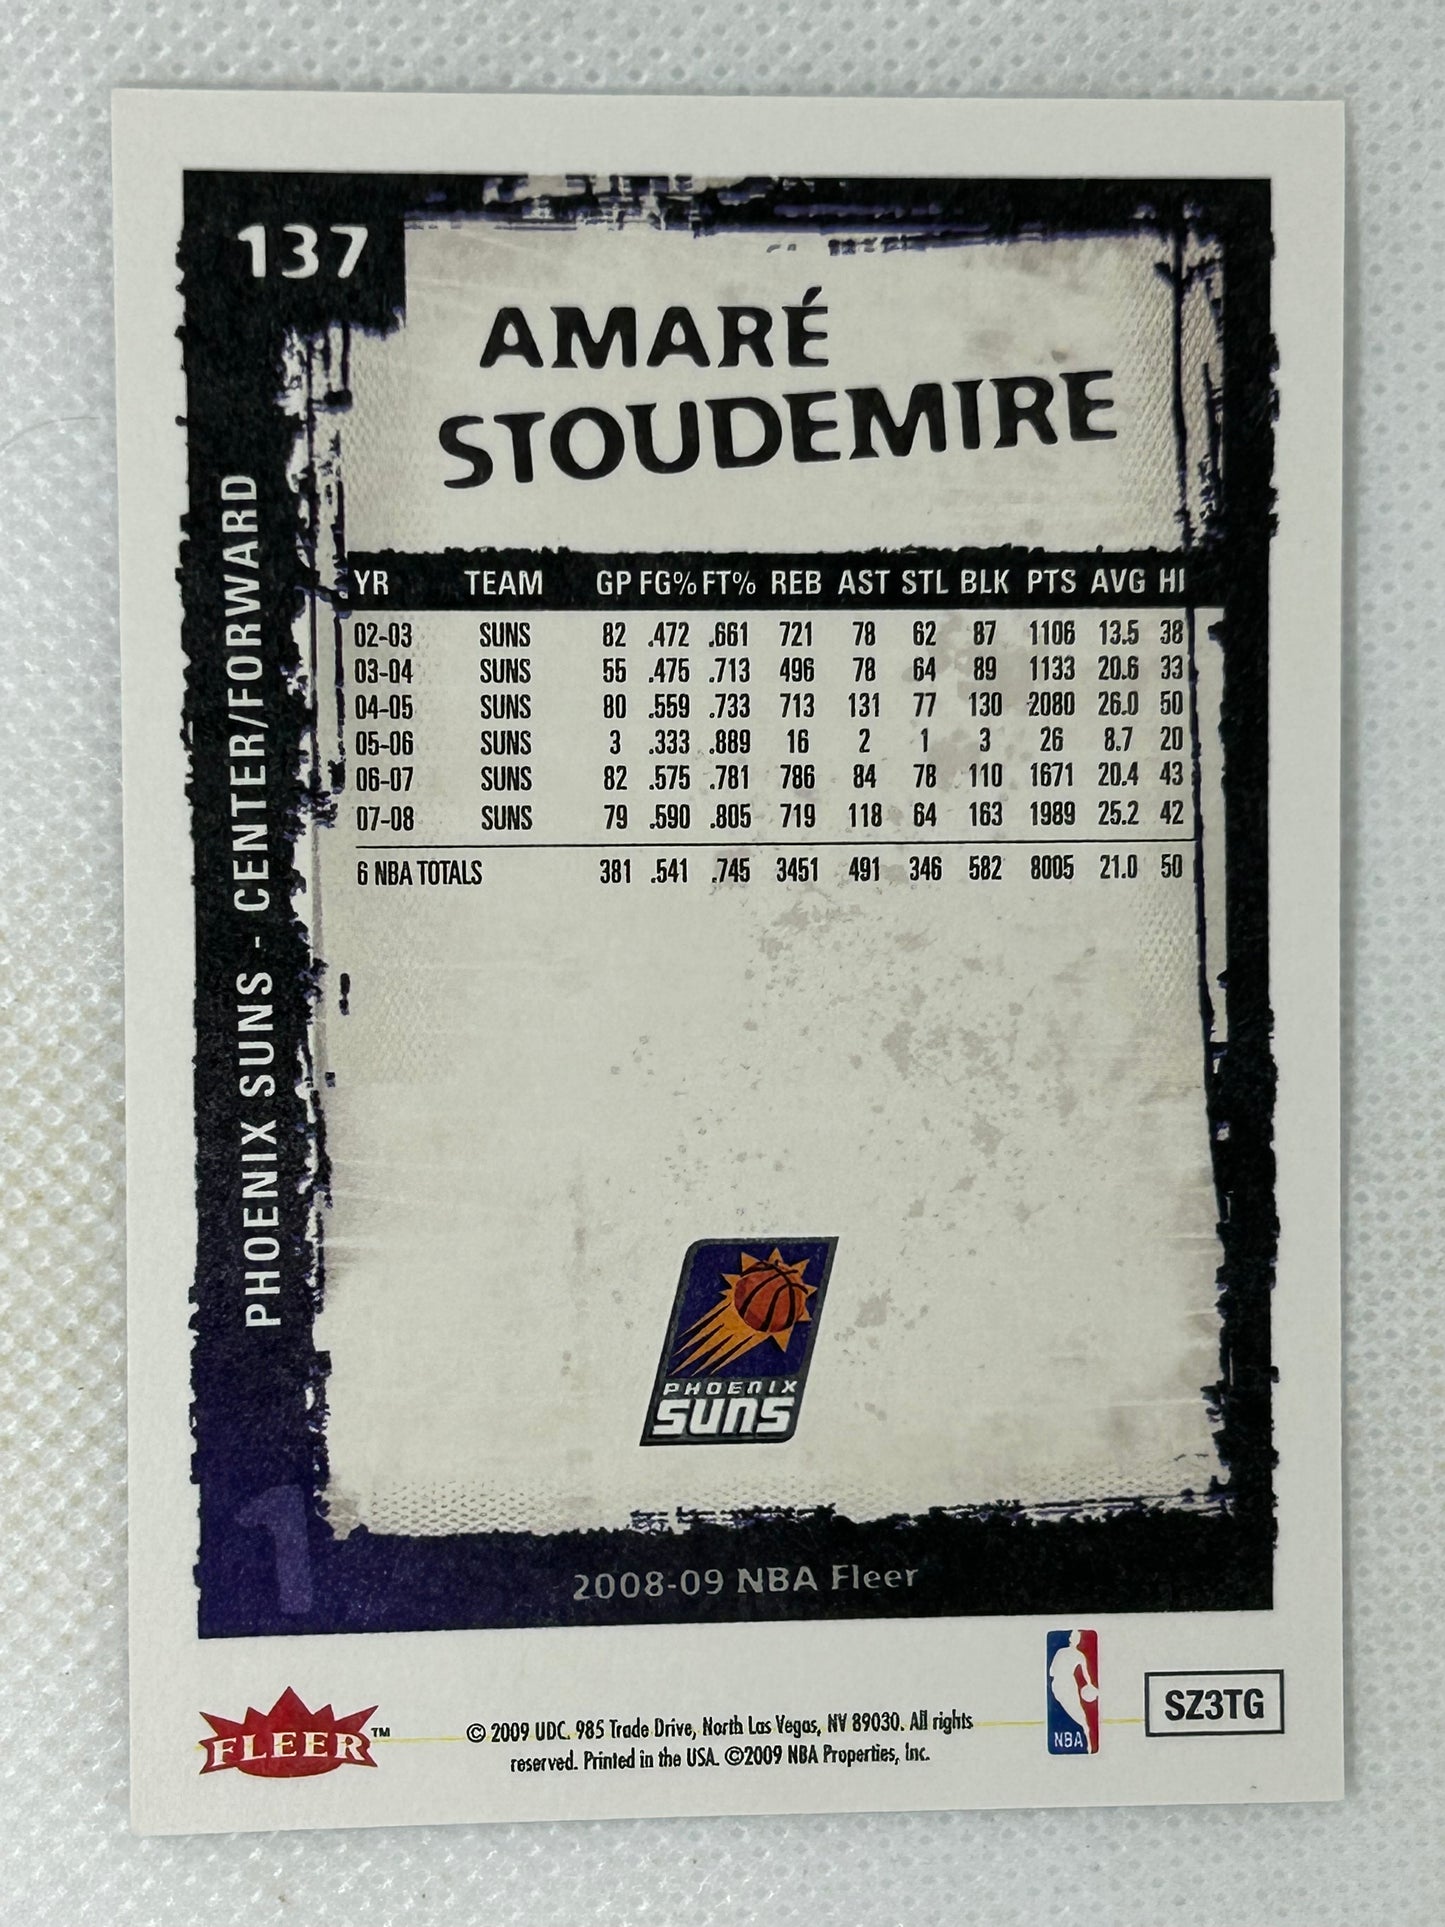 137
AMARÉ
STOUDEMIRE
PHOENIX SUNS - CENTER/FORWARD
YR TEAM GP FG% FT% REB AST STL BLK PTS AVG HI
02-03 SUNS 82 .472 .661 721 78 62 87 1106 13.5 38
03-04 SUNS 55 .475 .713 496 78 64 89 1133 20.6 33
04-05 SUNS 80 .559 .733 713 131 77 130 2080 26.0 50
05-06 SUNS 3 .333 .889 16 2 1 3 26 8.7 20
06-07 SUNS 82 .575 .781 786 84 78 110 1671 20.4 43
07-08 SUNS 79 .590 .805 719 118 64 163 1989 25.2 42
6 NBA TOTALS 381 .541 .745 3451 491 346 582 8005 21.0 50
PHOENIX
SUNS
1
2008-09 NBA Fleer
FLEER™
© 2009 UDC. 985 Trade Drive, North Las Vegas, NV 89030. All rights
reserved. Printed in the USA. ©2009 NBA Properties, Inc.
NBA
SZ3TG